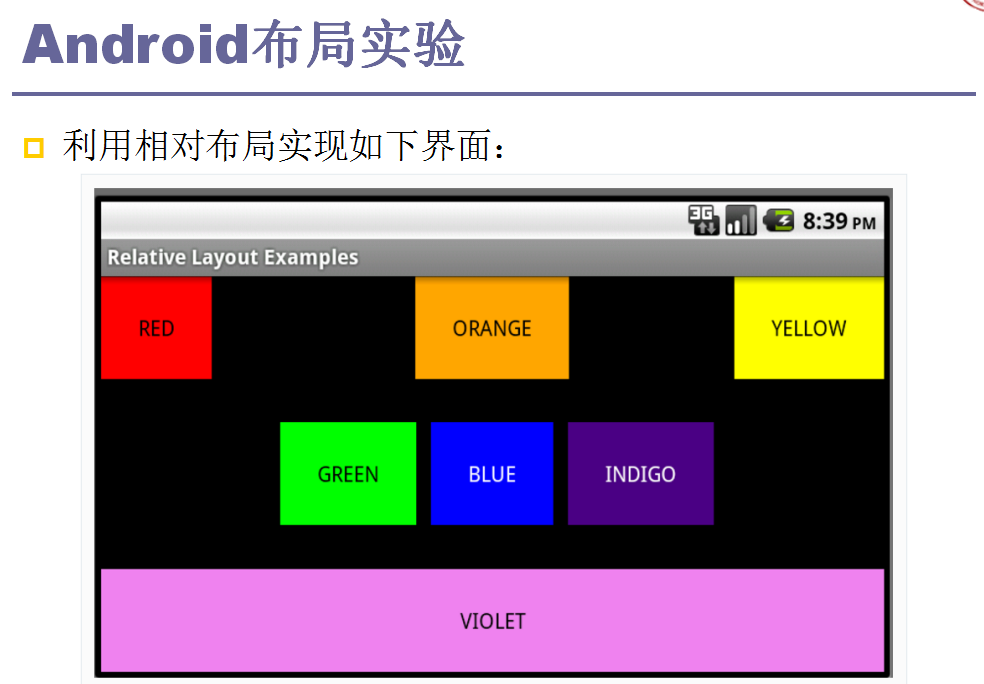 Android布局实验
利用相对布局实现如下界面：
3G 8:39 PM
Relative Layout Examples
RED ORANGE YELLOW
GREEN BLUE INDIGO
VIOLET